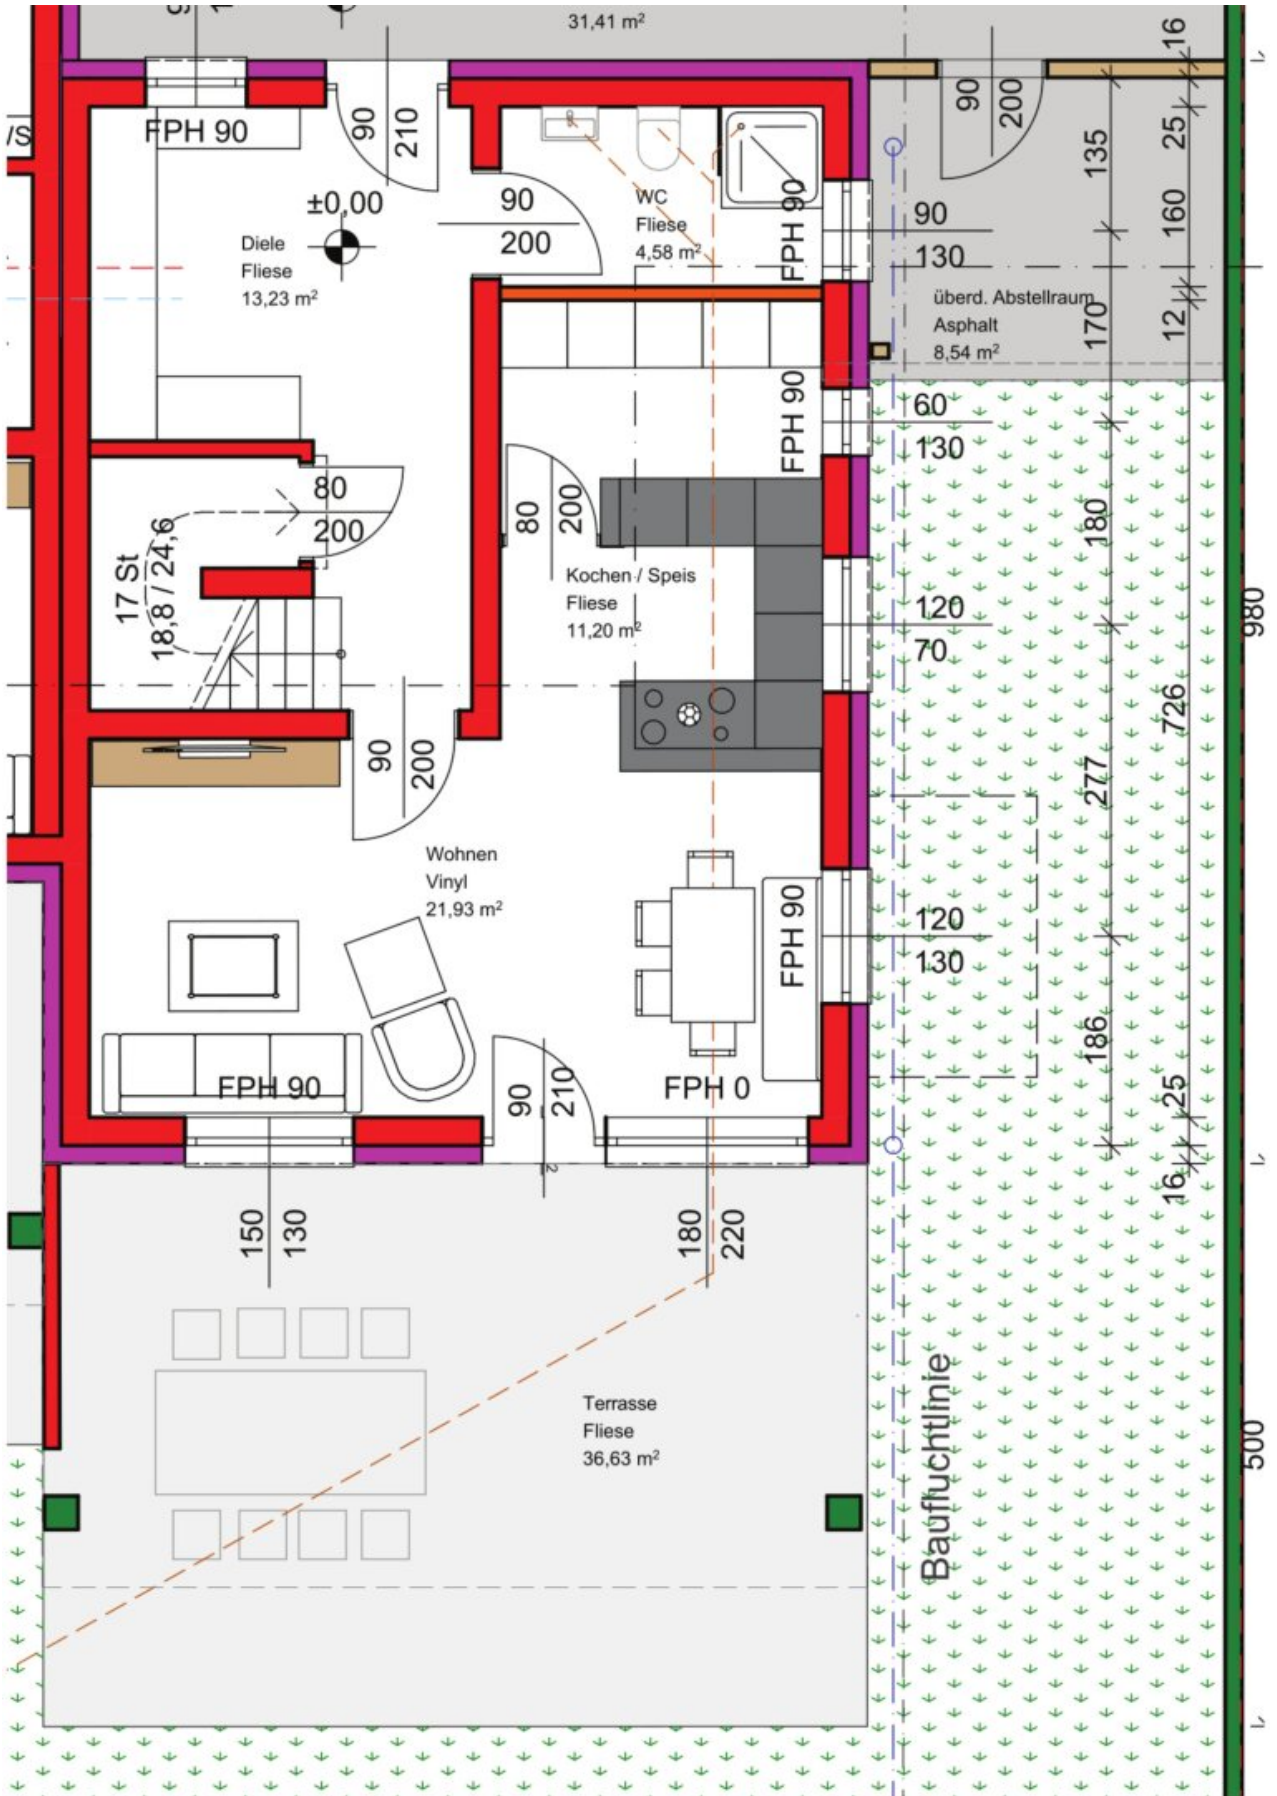 31,41 m²
16
FPH 90
90
210
90
200
135
25
/S
±0,00
Diele
Fliese
13,23 m²
90
200
WC
Fliese
4,58 m²
FPH 90
90
130
160
überd. Abstellraum
Asphalt
8,54 m²
170
12
FPH 90
60
130
80
200
17 St
18,8 / 24,6
80
200
Kochen / Speis
Fliese
11,20 m²
180
120
70
980
726
90
200
277
Wohnen
Vinyl
21,93 m²
FPH 90
120
130
186
25
FPH 90
90
210
FPH 0
16
150
130
180
220
Terrasse
Fliese
36,63 m²
Baufluchtlinie
500